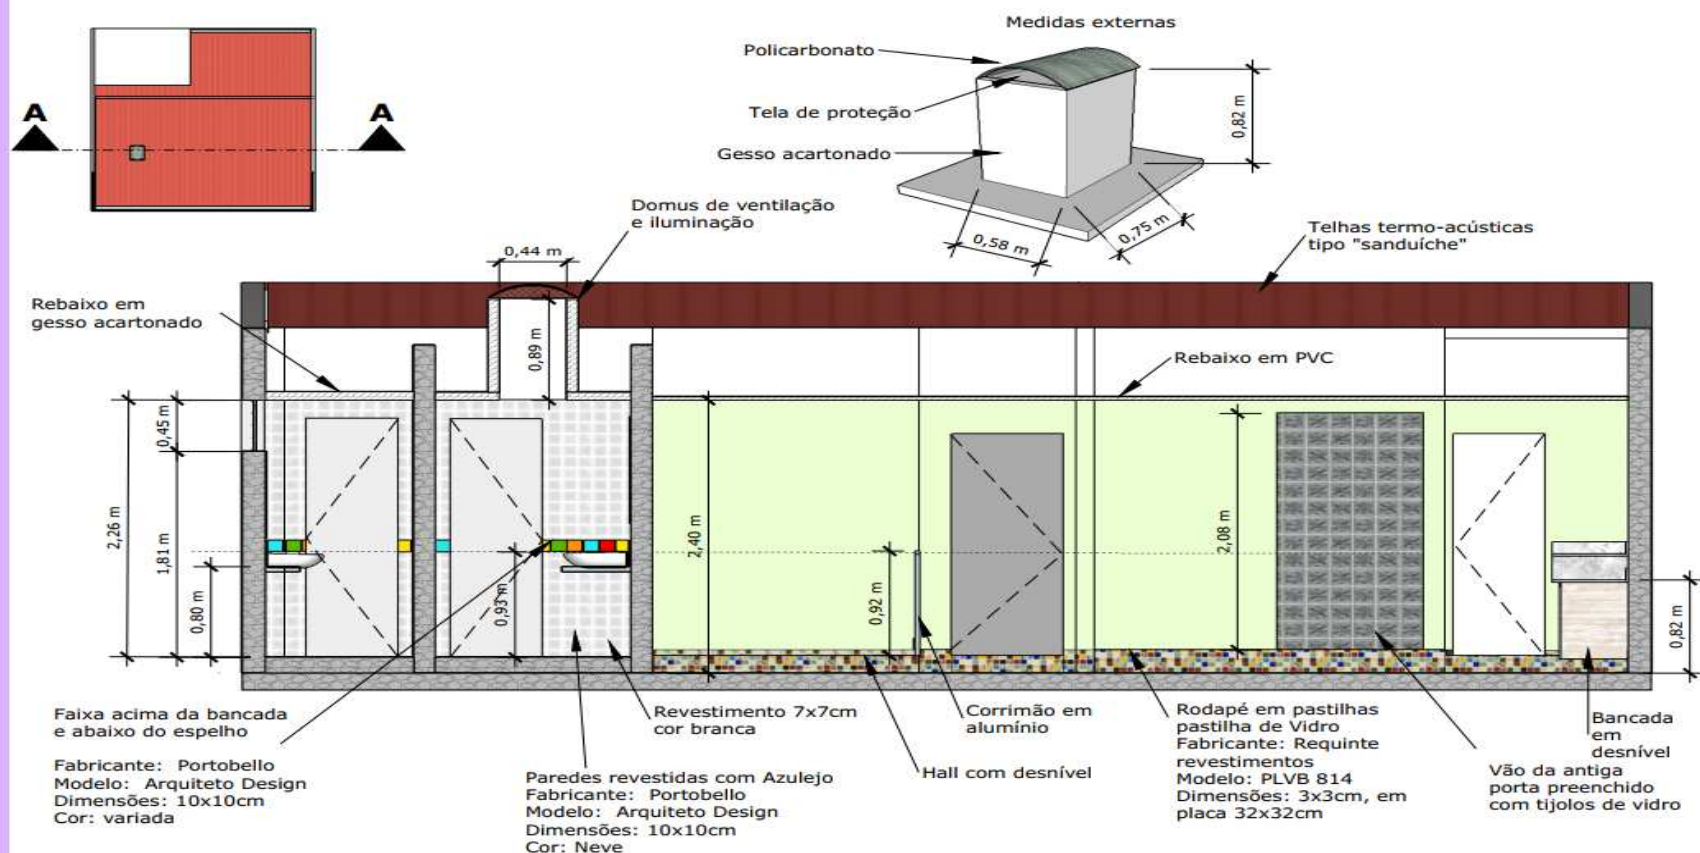 Medidas externas
Policarbonato
Tela de proteção
Gesso acartonado
0,82 m
0,58 m
0,75 m
A
A
Domus de ventilação
e iluminação
Telhas termo-acústicas
tipo "sanduíche"
0,44 m
Rebaixo em
gesso acartonado
0,89 m
Rebaixo em PVC
0,45 m
2,26 m
1,81 m
0,80 m
0,93 m
2,40 m
0,92 m
2,08 m
0,82 m
Faixa acima da bancada
e abaixo do espelho
Fabricante: Portobello
Modelo: Arquiteto Design
Dimensões: 10x10cm
Cor: variada
Paredes revestidas com Azulejo
Fabricante: Portobello
Modelo: Arquiteto Design
Dimensões: 10x10cm
Cor: Neve
Revestimento 7x7cm
cor branca
Hall com desnível
Corrimão em
alumínio
Rodapé em pastilhas
pastilha de Vidro
Fabricante: Requinte
revestimentos
Modelo: PLVB 814
Dimensões: 3x3cm, em
placa 32x32cm
Vão da antiga
porta preenchido
com tijolos de vidro
Bancada
em
desnível